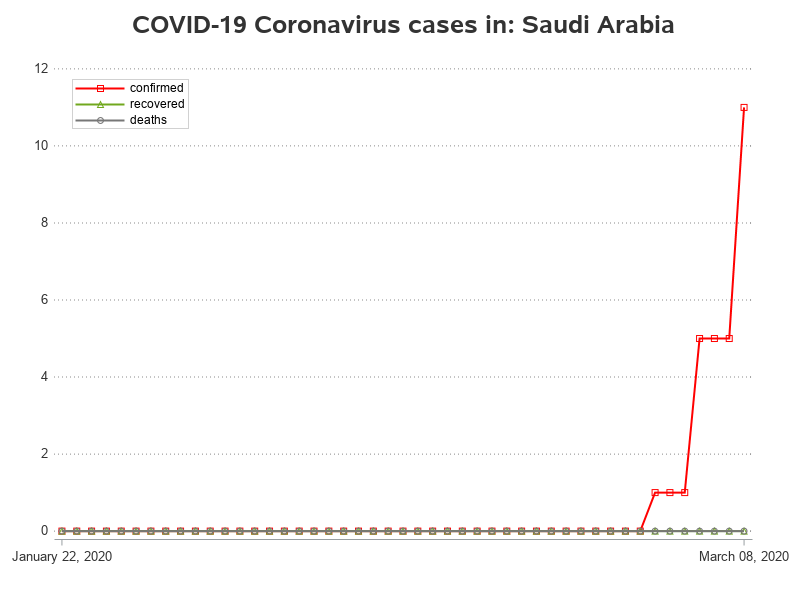 COVID-19 Coronavirus cases in: Saudi Arabia
12
confirmed
recovered
deaths
10
8
6
4
2
0
January 22, 2020
March 08, 2020